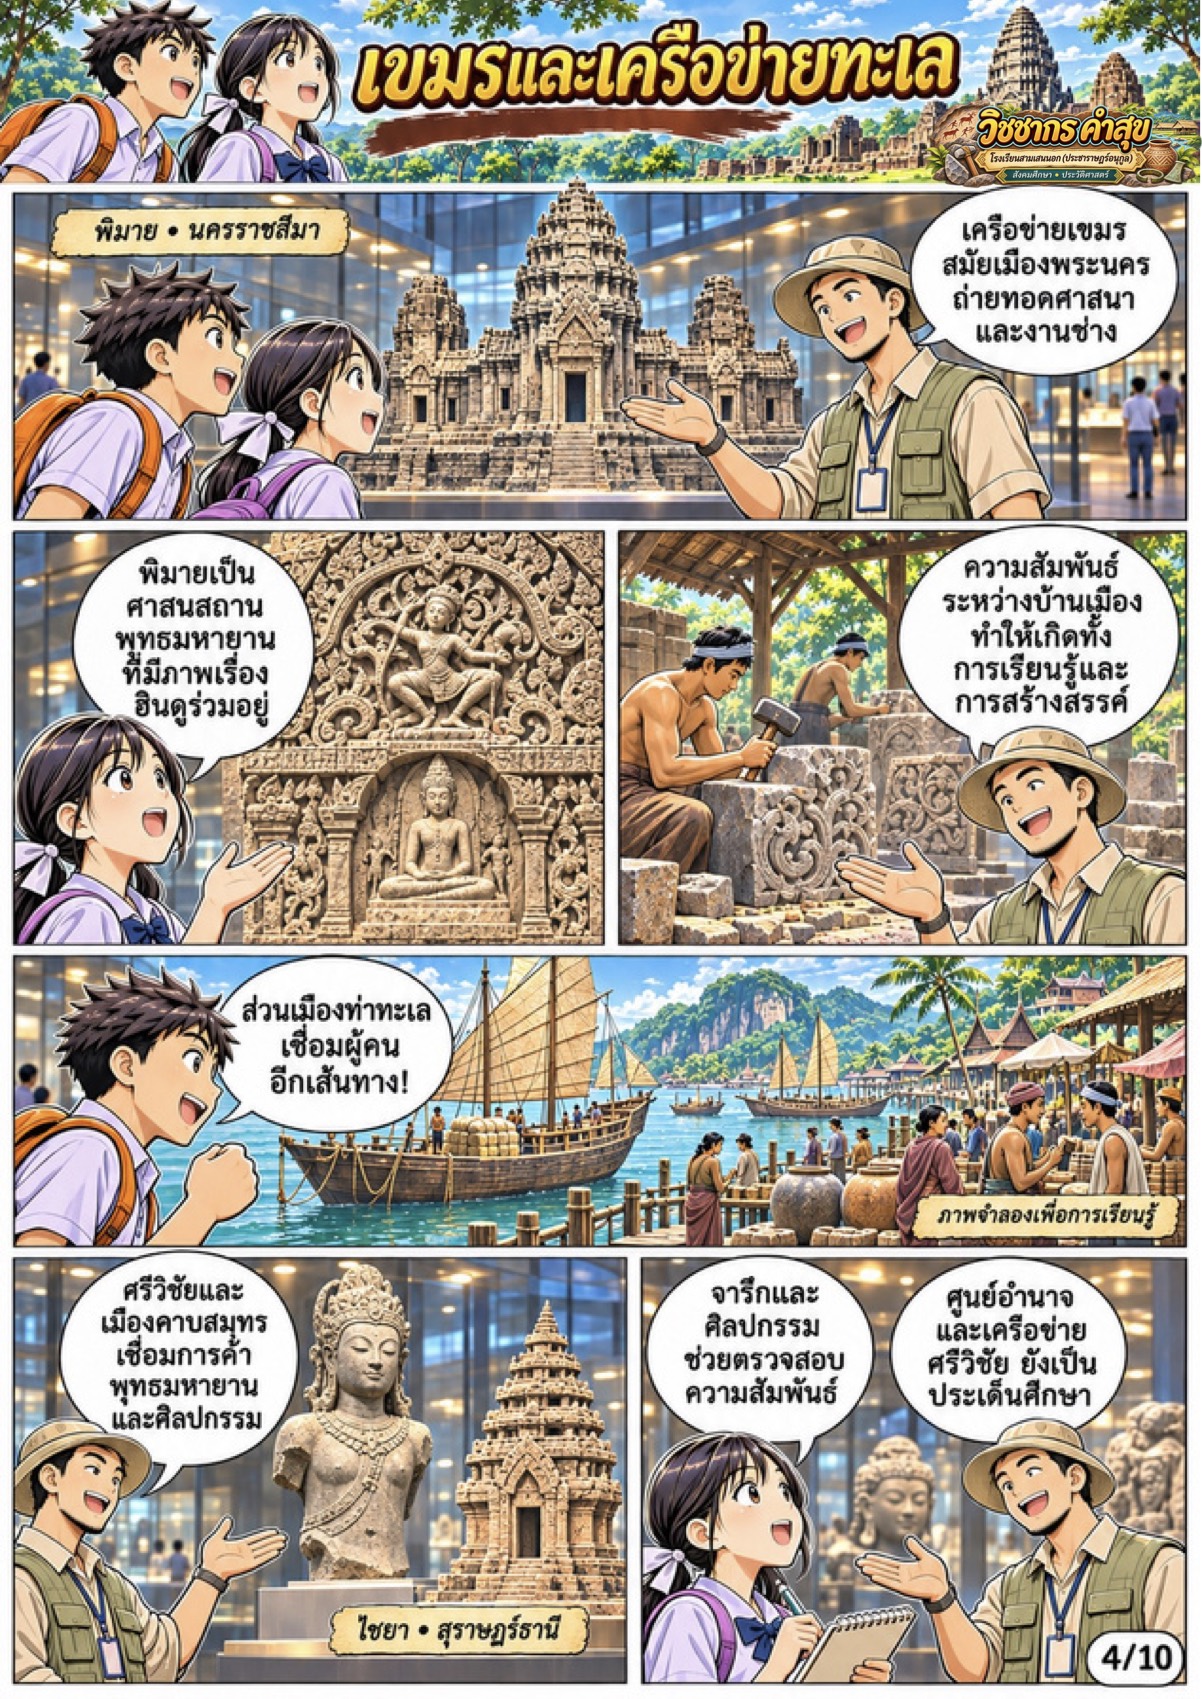 เขมรและเครือข่ายทะเล
วิชชากร คำสุข
โรงเรียนสามเสนนอก (ประชาราษฎร์อนุกูล)
สังคมศึกษา • ประวัติศาสตร์
พิมาย • นครราชสีมา
เครือข่ายเขมร
สมัยเมืองพระนคร
ถ่ายทอดศาสนา
และงานช่าง
พิมายเป็น
ศาสนสถาน
พุทธมหายาน
ที่มีภาพเรื่อง
ฮินดูร่วมอยู่
ความสัมพันธ์
ระหว่างบ้านเมือง
ทำให้เกิดทั้ง
การเรียนรู้และ
การสร้างสรรค์
ส่วนเมืองท่าทะเล
เชื่อมผู้คน
อีกเส้นทาง!
ภาพจำลองเพื่อการเรียนรู้
ศรีวิชัยและ
เมืองคาบสมุทร
เชื่อมการค้า
พุทธมหายาน
และศิลปกรรม
ไชยา • สุราษฎร์ธานี
จารึกและ
ศิลปกรรม
ช่วยตรวจสอบ
ความสัมพันธ์
ศูนย์อำนาจ
และเครือข่าย
ศรีวิชัย ยังเป็น
ประเด็นศึกษา
4/10